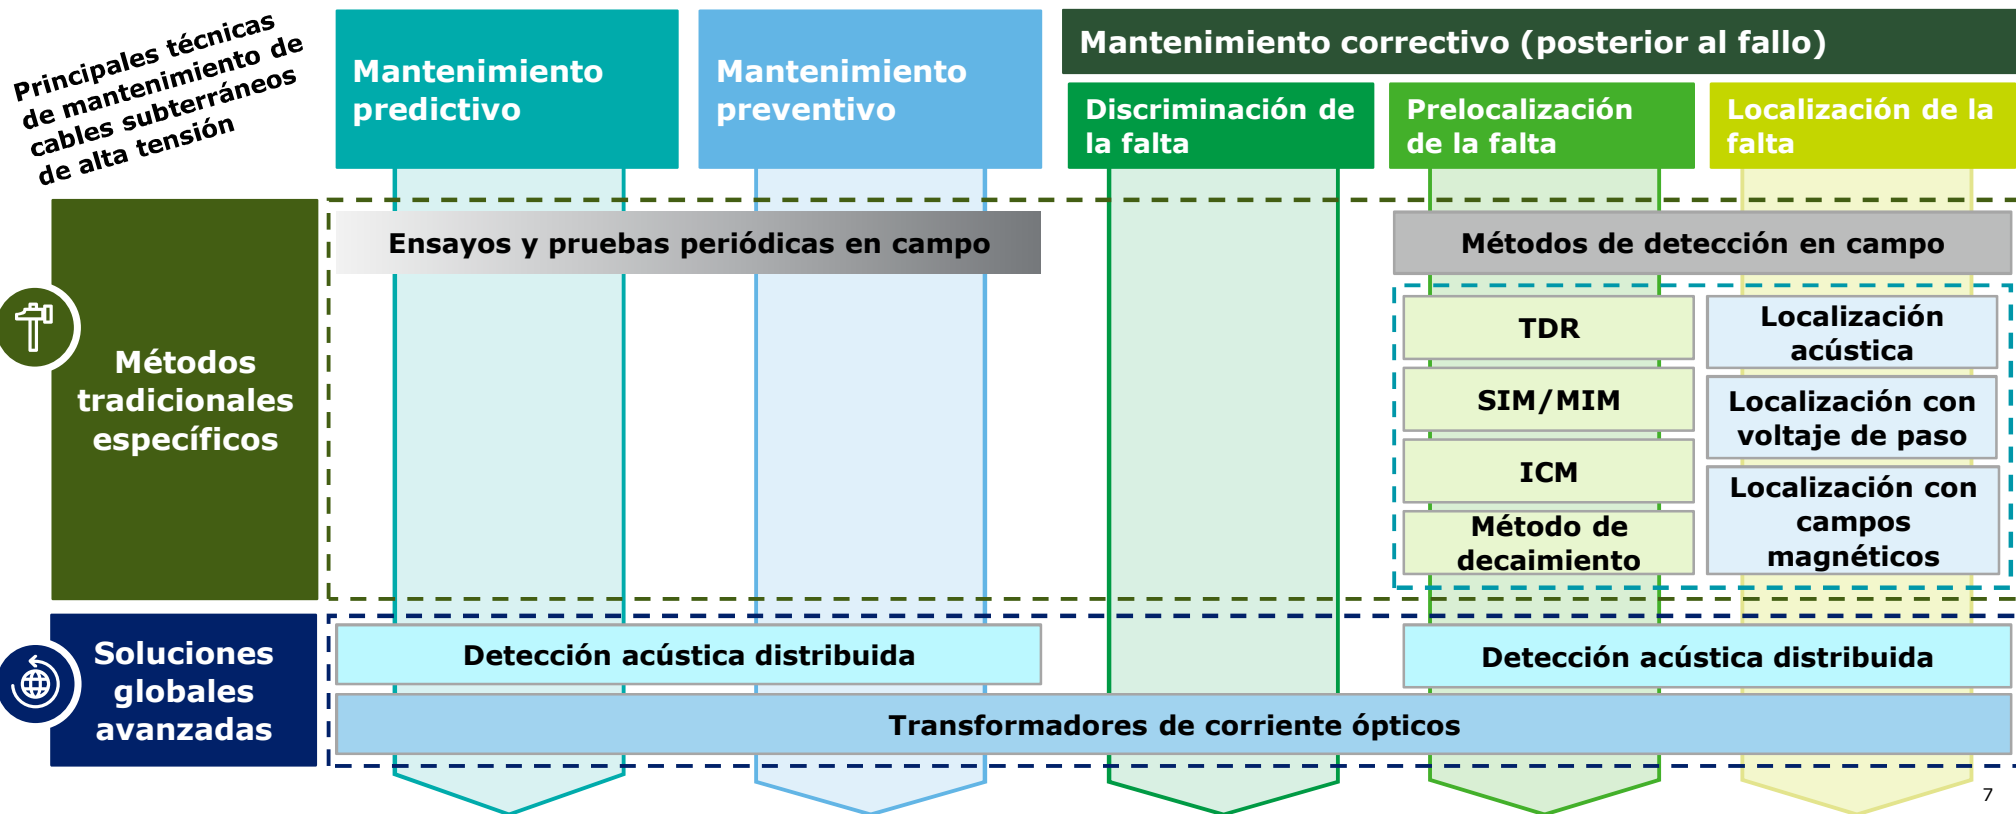 Principales técnicas
de mantenimiento de
cables subterráneos
de alta tensión
Mantenimiento
predictivo
Mantenimiento
preventivo
Mantenimiento correctivo (posterior al fallo)
Discriminación de
la falta
Prelocalización
de la falta
Localización de la
falta
Métodos
tradicionales
específicos
Ensayos y pruebas periódicas en campo
Métodos de detección en campo
TDR
SIM/MIM
ICM
Método de
decaimiento
Localización
acústica
Localización con
voltaje de paso
Localización con
campos
magnéticos
Soluciones
globales
avanzadas
Detección acústica distribuida
Detección acústica distribuida
Transformadores de corriente ópticos
7